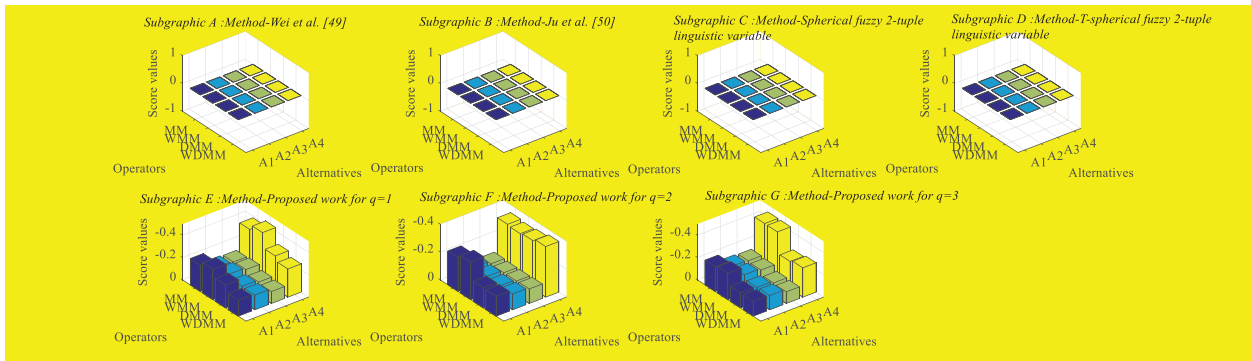 Subgraphic A :Method-Wei et al. [49]
1
0
-1
Score values
MM
WMM
DMM
WDMM
Operators
A1
A2
A3
A4
Alternatives
Subgraphic B :Method-Ju et al. [50]
1
0
-1
Score values
MM
WMM
DMM
WDMM
Operators
A1
A2
A3
A4
Alternatives
Subgraphic C :Method-Spherical fuzzy 2-tuple
linguistic variable
1
0
-1
Score values
MM
WMM
DMM
WDMM
Operators
A1
A2
A3
A4
Alternatives
Subgraphic D :Method-T-spherical fuzzy 2-tuple
linguistic variable
1
0
-1
Score values
MM
WMM
DMM
WDMM
Operators
A1
A2
A3
A4
Alternatives
Subgraphic E :Method-Proposed work for q=1
-0.4
-0.2
0
Score values
MM
WMM
DMM
WDMM
Operators
A1
A2
A3
A4
Alternatives
Subgraphic F :Method-Proposed work for q=2
-0.4
-0.2
0
Score values
MM
WMM
DMM
WDMM
Operators
A1
A2
A3
A4
Alternatives
Subgraphic G :Method-Proposed work for q=3
-0.4
-0.2
0
Score values
MM
WMM
DMM
WDMM
Operators
A1
A2
A3
A4
Alternatives